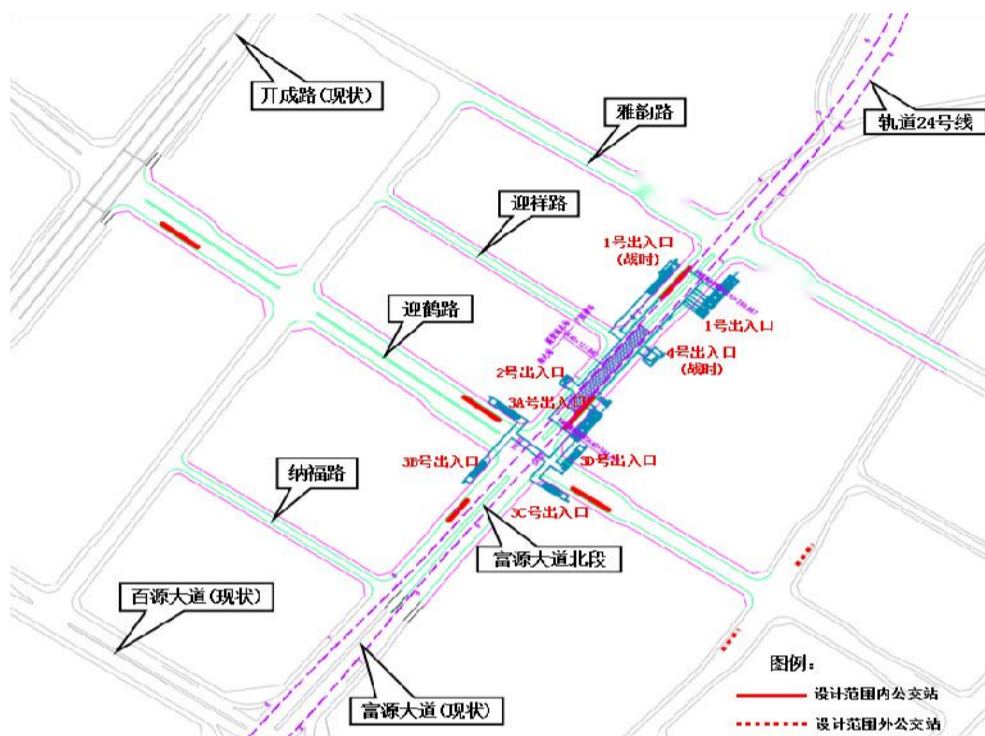 开成路(现状)
雅韵路
轨道24号线
迎祥路
1号出入口
(战时)
迎鹤路
1号出入口
4号出入口
(战时)
2号出入口
3A号出入口
3B号出入口
3D号出入口
纳福路
3C号出入口
富源大道北段
百源大道(现状)
图例：
设计范围内公交站
富源大道(现状)
设计范围外公交站